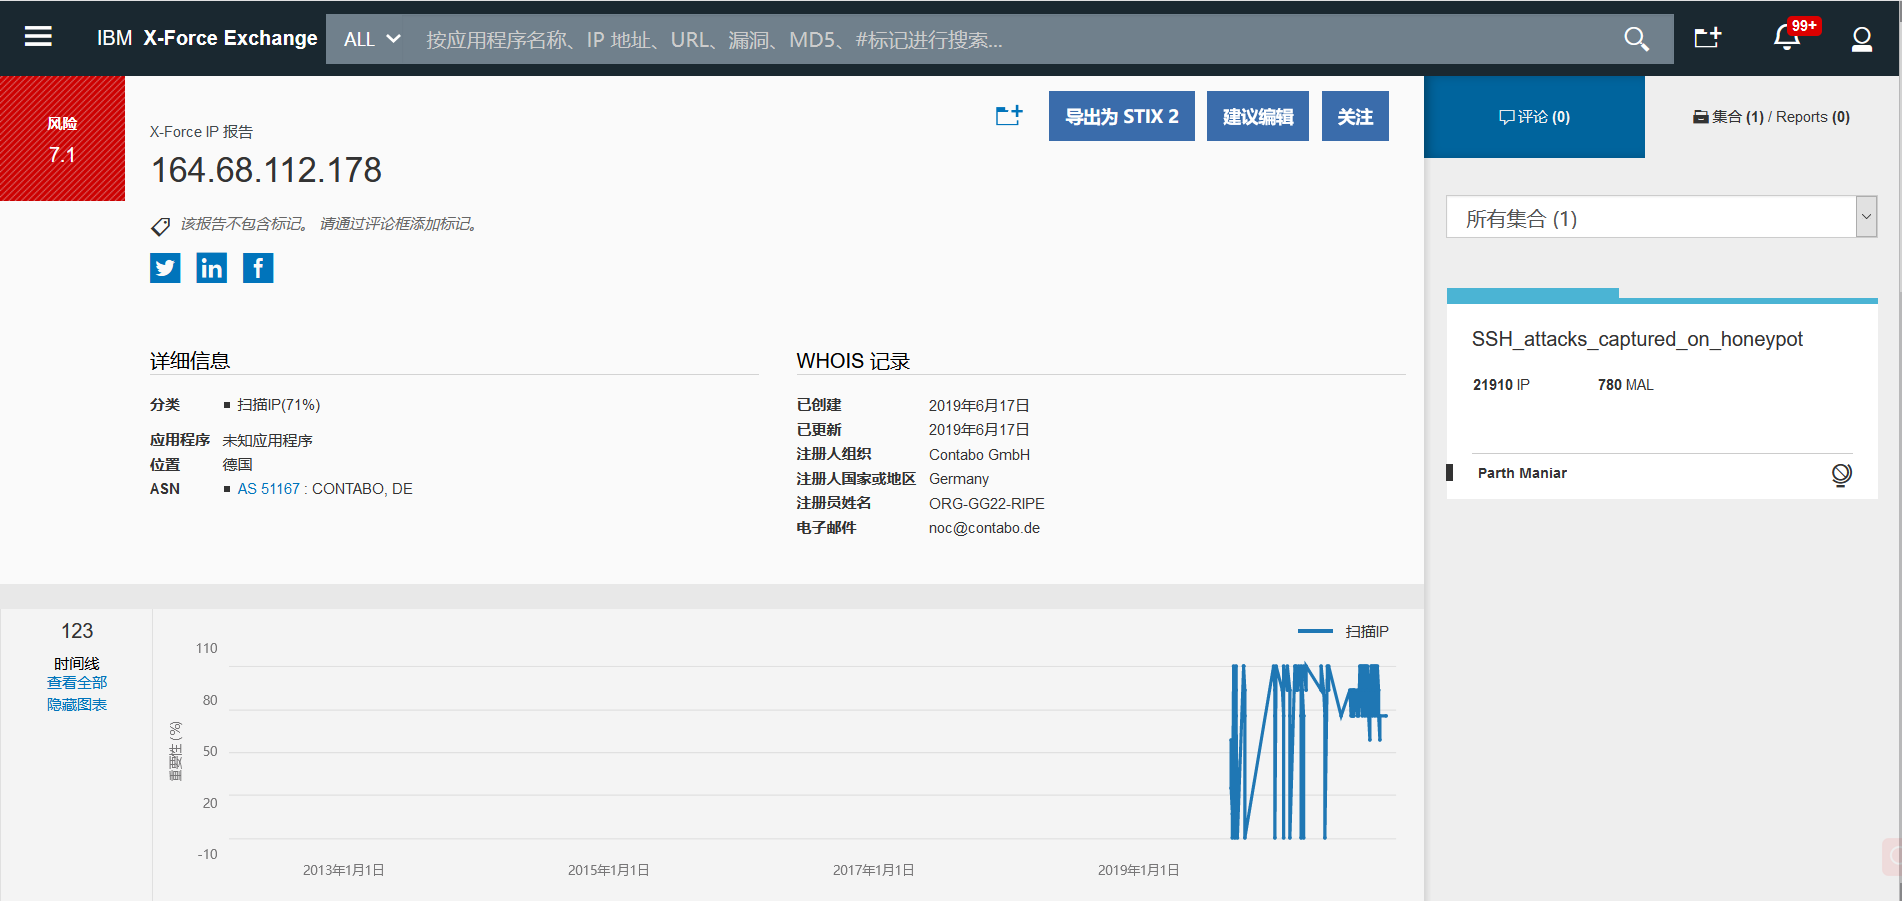 IBM X-Force Exchange
ALL
按应用程序名称、IP 地址、URL、漏洞、MD5、#标记进行搜索...
99+
风险
7.1
X-Force IP 报告
164.68.112.178
该报告不包含标记。 请通过评论框添加标记。
导出为 STIX 2
建议编辑
关注
详细信息
分类 扫描IP(71%)
应用程序 未知应用程序
位置 德国
ASN AS 51167 : CONTABO, DE
WHOIS 记录
已创建 2019年6月17日
已更新 2019年6月17日
注册人组织 Contabo GmbH
注册人国家或地区 Germany
注册员姓名 ORG-GG22-RIPE
电子邮件 noc@contabo.de
评论 (0)
集合 (1) / Reports (0)
所有集合 (1)
SSH_attacks_captured_on_honeypot
21910 IP 780 MAL
Parth Maniar
123
时间线
查看全部
隐藏图表
扫描IP
重要性 (%)
110
80
50
20
-10
2013年1月1日 2015年1月1日 2017年1月1日 2019年1月1日